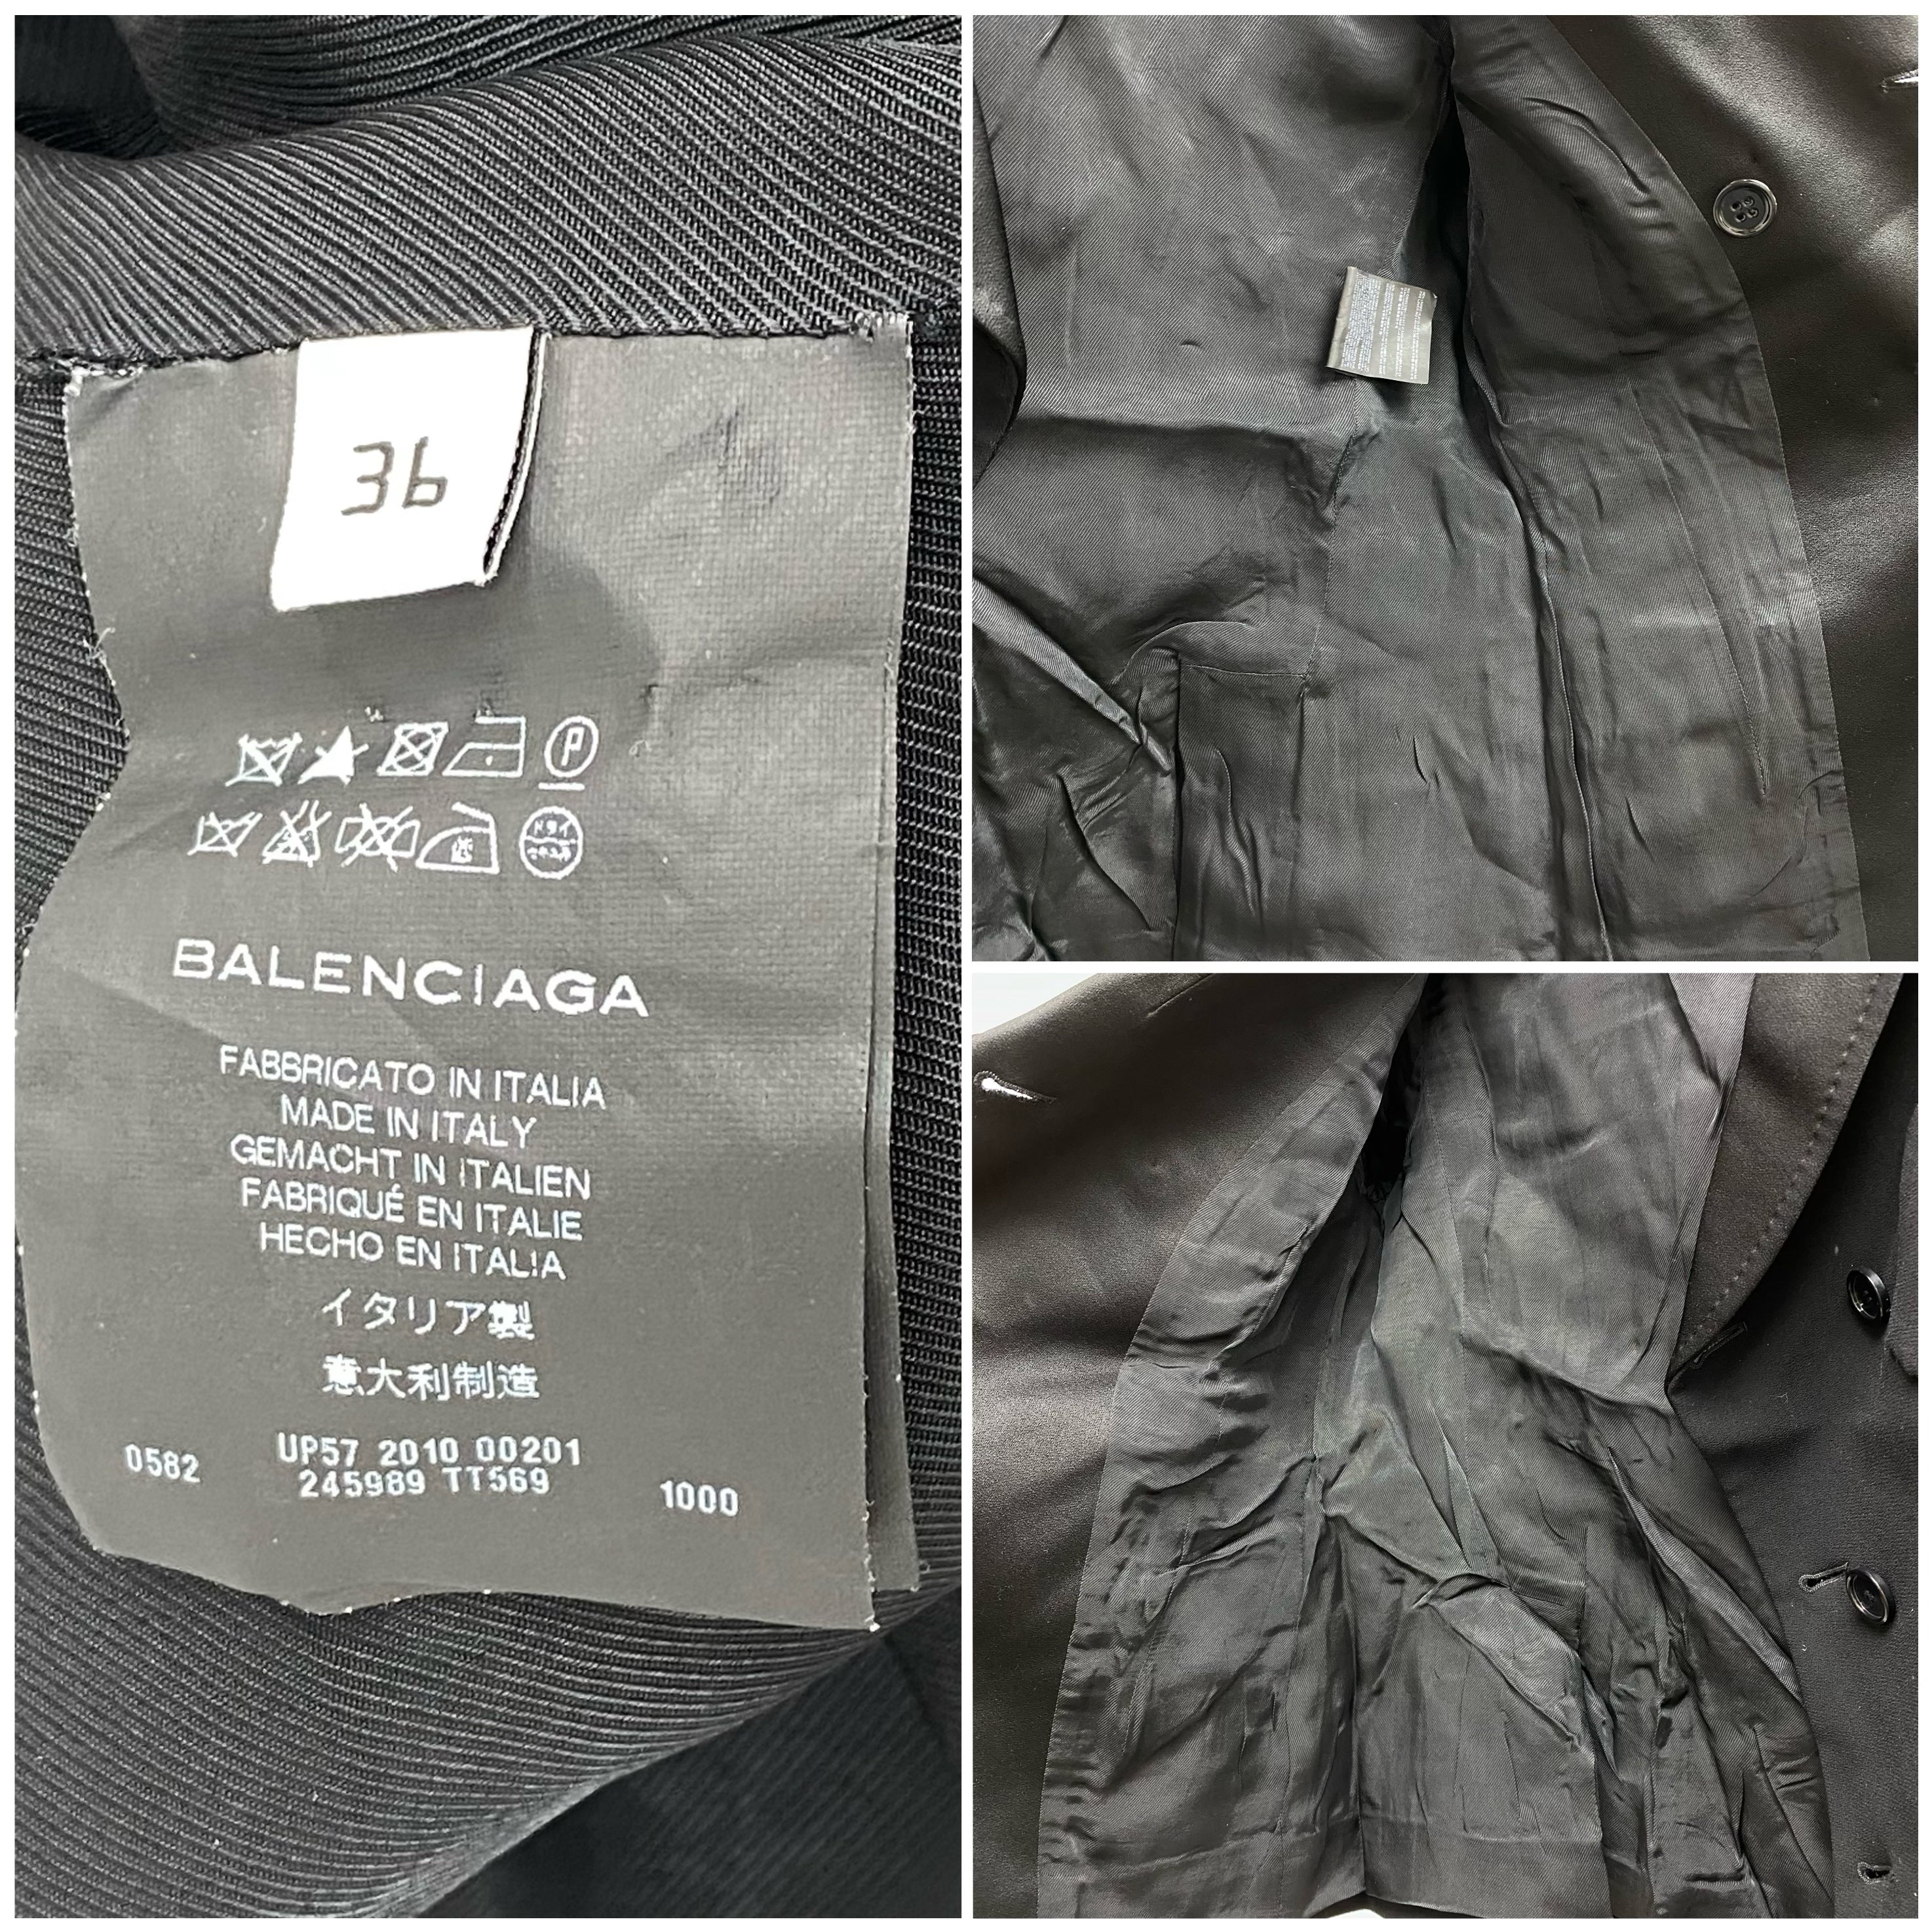 36
P
BALENCIAGA
FABBRICATO IN ITALIA
MADE IN ITALY
GEMACHT IN ITALIEN
FABRIQUÉ EN ITALIE
HECHO EN ITALIA
イタリア製
意大利制造
0582 UP57 2010 00201
245989 TT569 1000